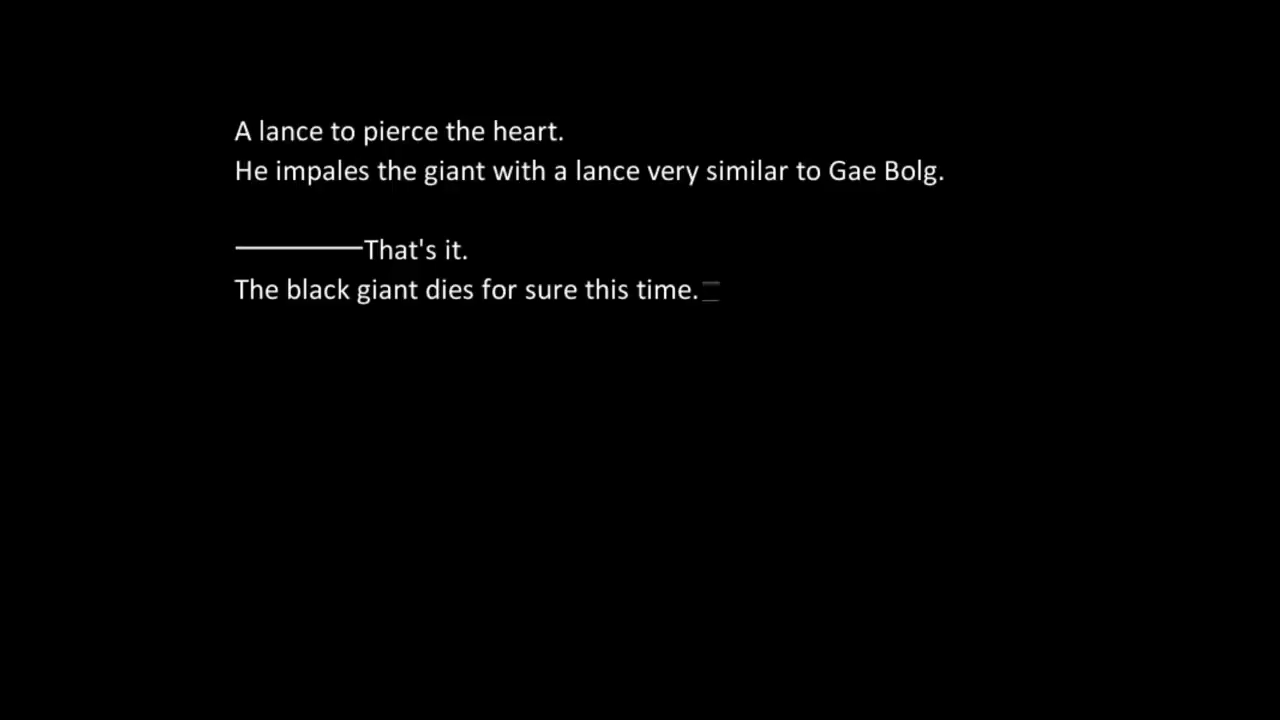 A lance to pierce the heart.
He impales the giant with a lance very similar to Gae Bolg.
————That's it.
The black giant dies for sure this time.